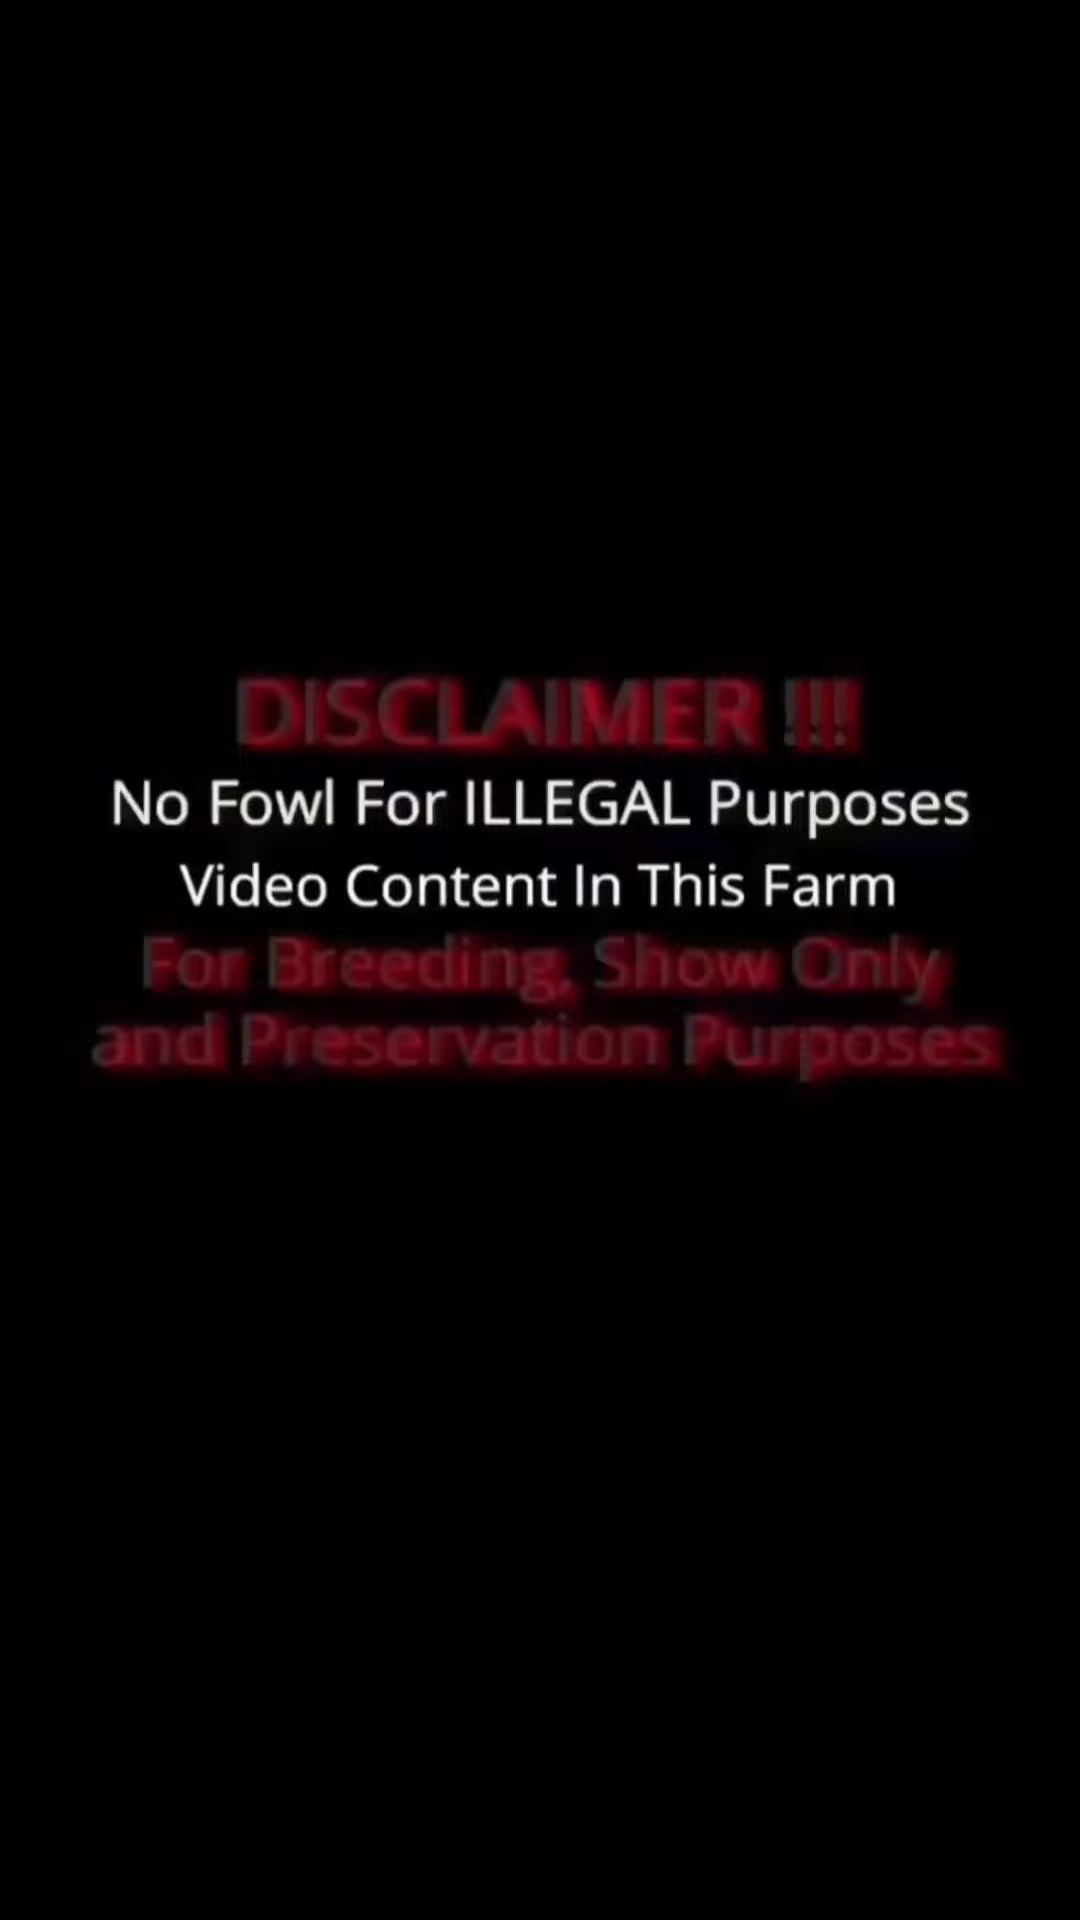 DISCLAIMER !!!
No Fowl For ILLEGAL Purposes
Video Content In This Farm
For Breeding, Show Only
and Preservation Purposes